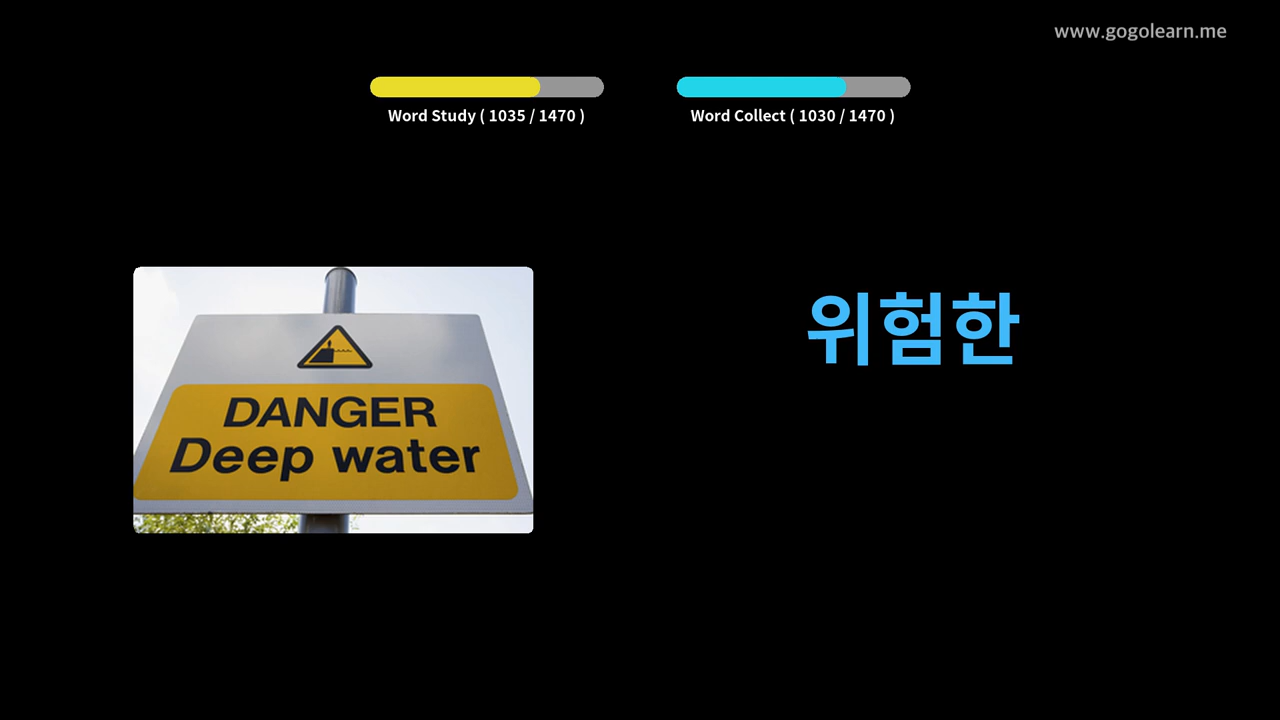 www.gogolearn.me
Word Study ( 1035 / 1470 )
Word Collect ( 1030 / 1470 )
DANGER
Deep water
위험한